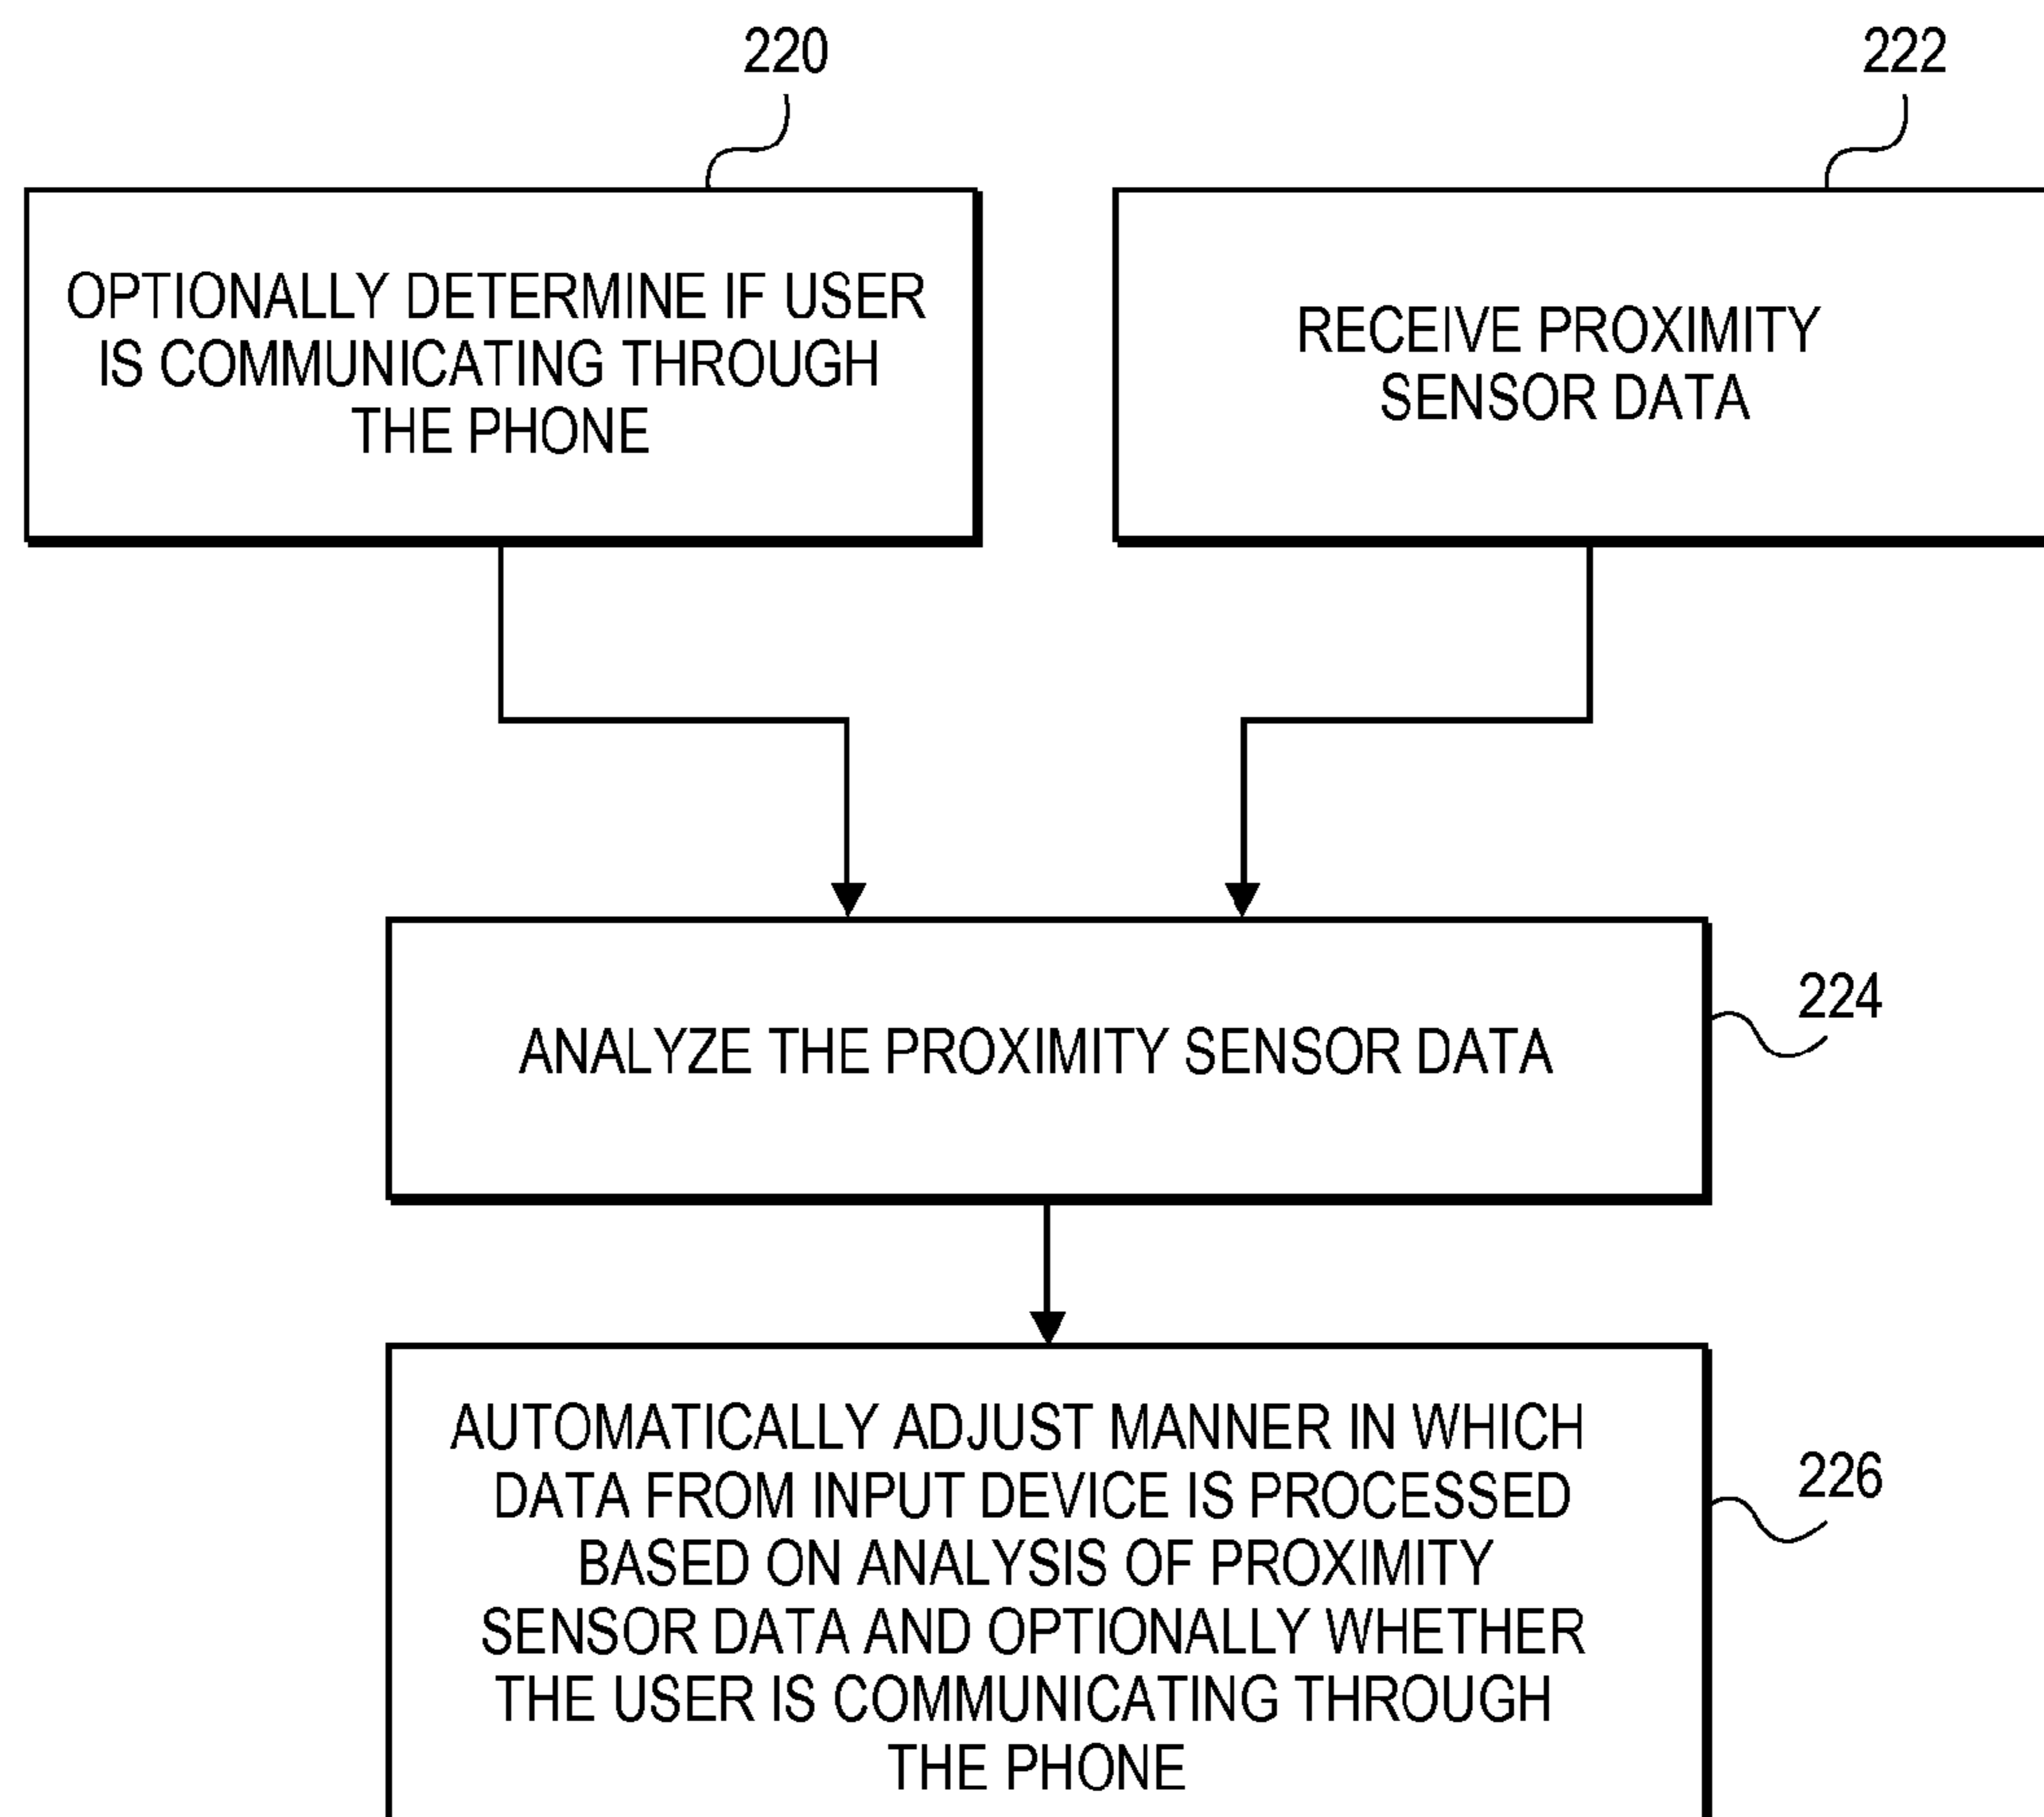 220
222
OPTIONALLY DETERMINE IF USER
IS COMMUNICATING THROUGH
THE PHONE
RECEIVE PROXIMITY
SENSOR DATA
ANALYZE THE PROXIMITY SENSOR DATA
224
AUTOMATICALLY ADJUST MANNER IN WHICH
DATA FROM INPUT DEVICE IS PROCESSED
BASED ON ANALYSIS OF PROXIMITY
SENSOR DATA AND OPTIONALLY WHETHER
THE USER IS COMMUNICATING THROUGH
THE PHONE
226